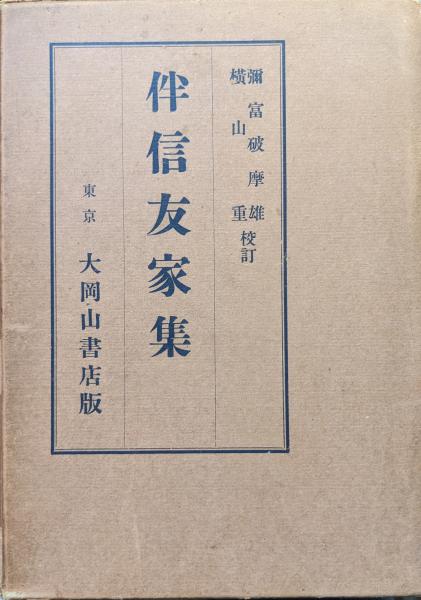 彌富破摩雄
横山重
校訂
伴信友家集
東京 大岡山書店版